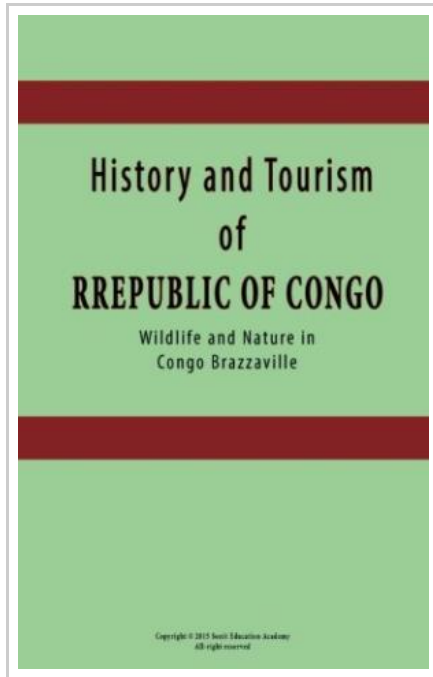 History and Tourism
of
RREPUBLIC OF CONGO
Wildlife and Nature in
Congo Brazzaville
Copyright © 2015 Education Academy
All right reserved